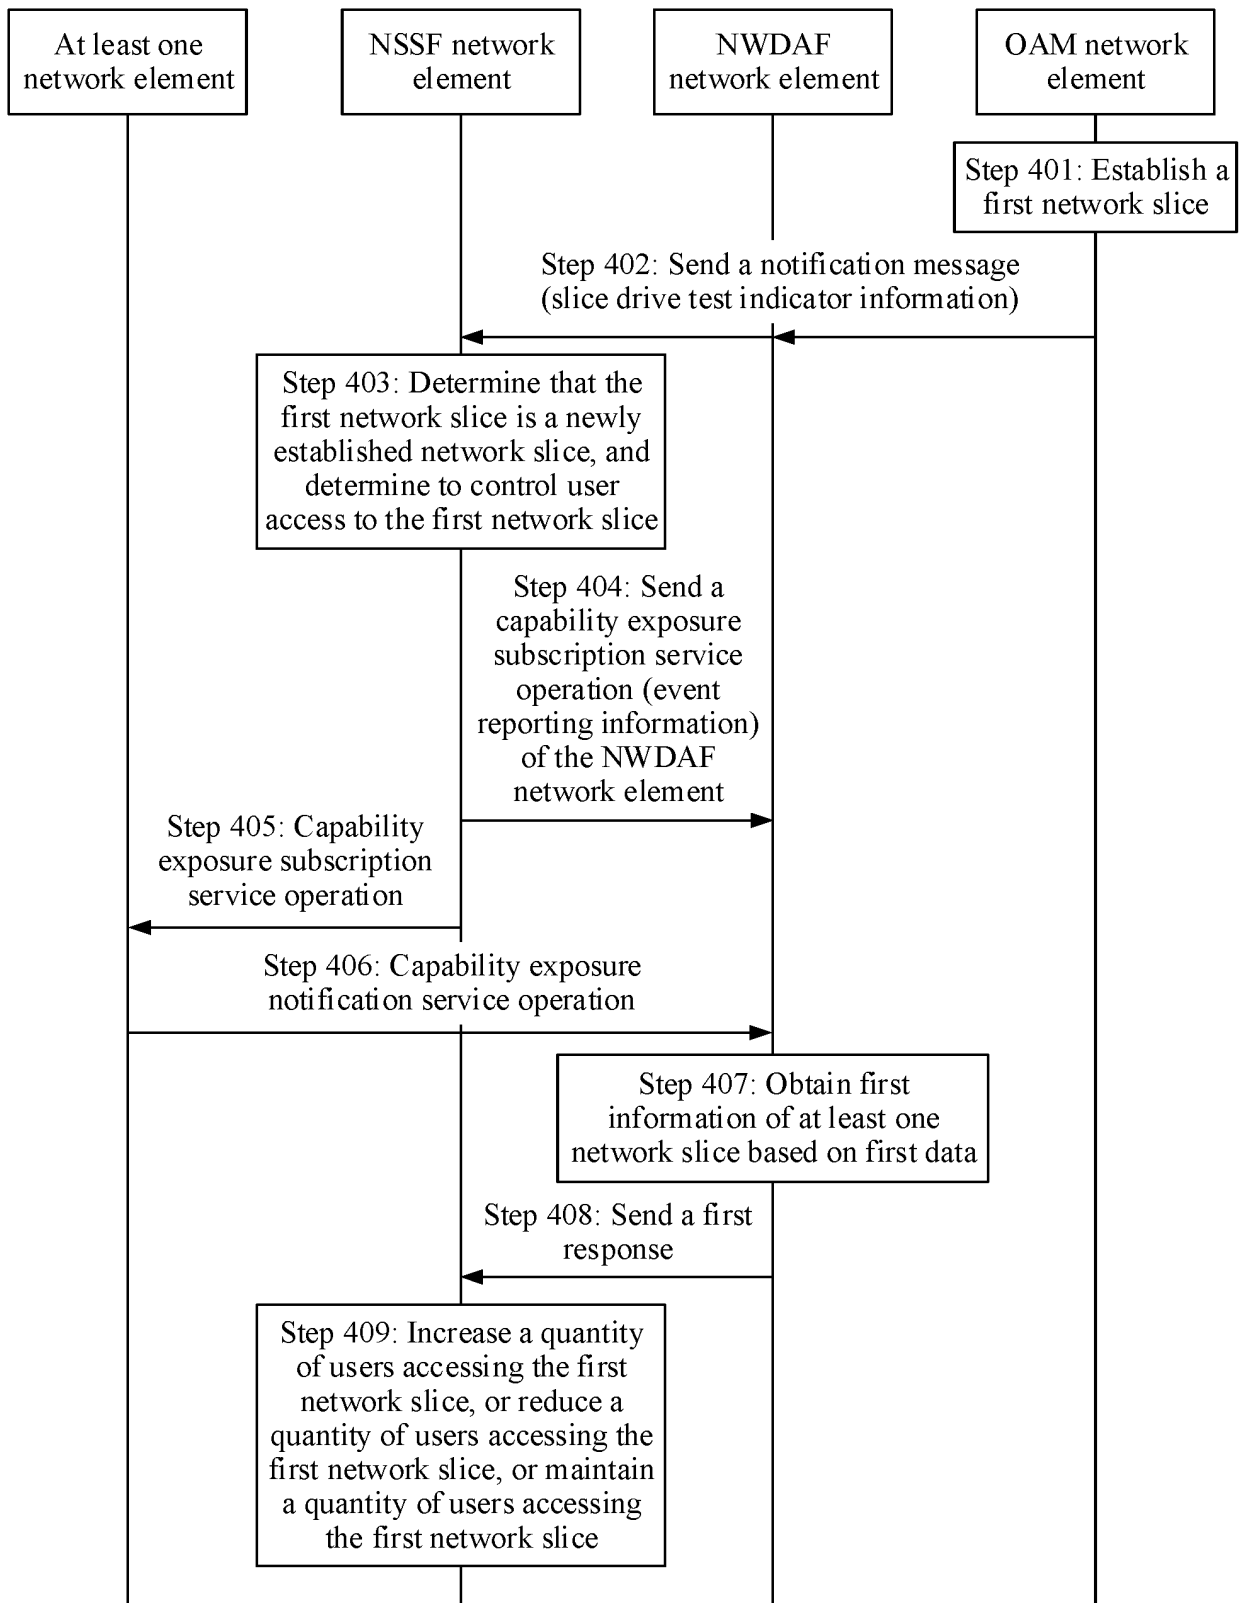 At least one
network element
NSSF network
element
NWDAF
network element
OAM network
element
Step 401: Establish a
first network slice
Step 402: Send a notification message
(slice drive test indicator information)
Step 403: Determine that the
first network slice is a newly
established network slice, and
determine to control user
access to the first network slice
Step 404: Send a
capability exposure
subscription service
operation (event
reporting information)
of the NWDAF
network element
Step 405: Capability
exposure subscription
service operation
Step 406: Capability exposure
notification service operation
Step 407: Obtain first
information of at least one
network slice based on first data
Step 408: Send a first
response
Step 409: Increase a quantity
of users accessing the first
network slice, or reduce a
quantity of users accessing the
first network slice, or maintain
a quantity of users accessing
the first network slice